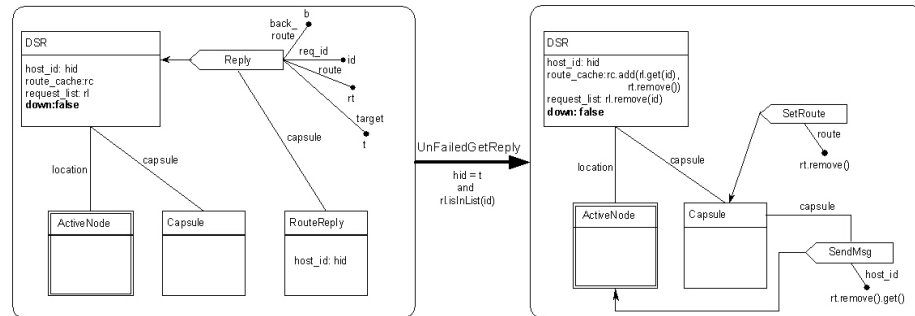 b
back_
route
DSR
Reply
req_id
id
host_id: hid
route_cache:rc
request_list: rl
down:false
route
rt
target
t
capsule
location
capsule
ActiveNode
Capsule
RouteReply
host_id: hid
UnFailedGetReply
hid = t
and
rl.isInList(id)
DSR
host_id: hid
route_cache:rc.add(rl.get(id),
rt.remove())
request_list: rl.remove(id)
down: false
SetRoute
route
rt.remove()
location
capsule
ActiveNode
Capsule
capsule
SendMsg
host_id
rt.remove().get()